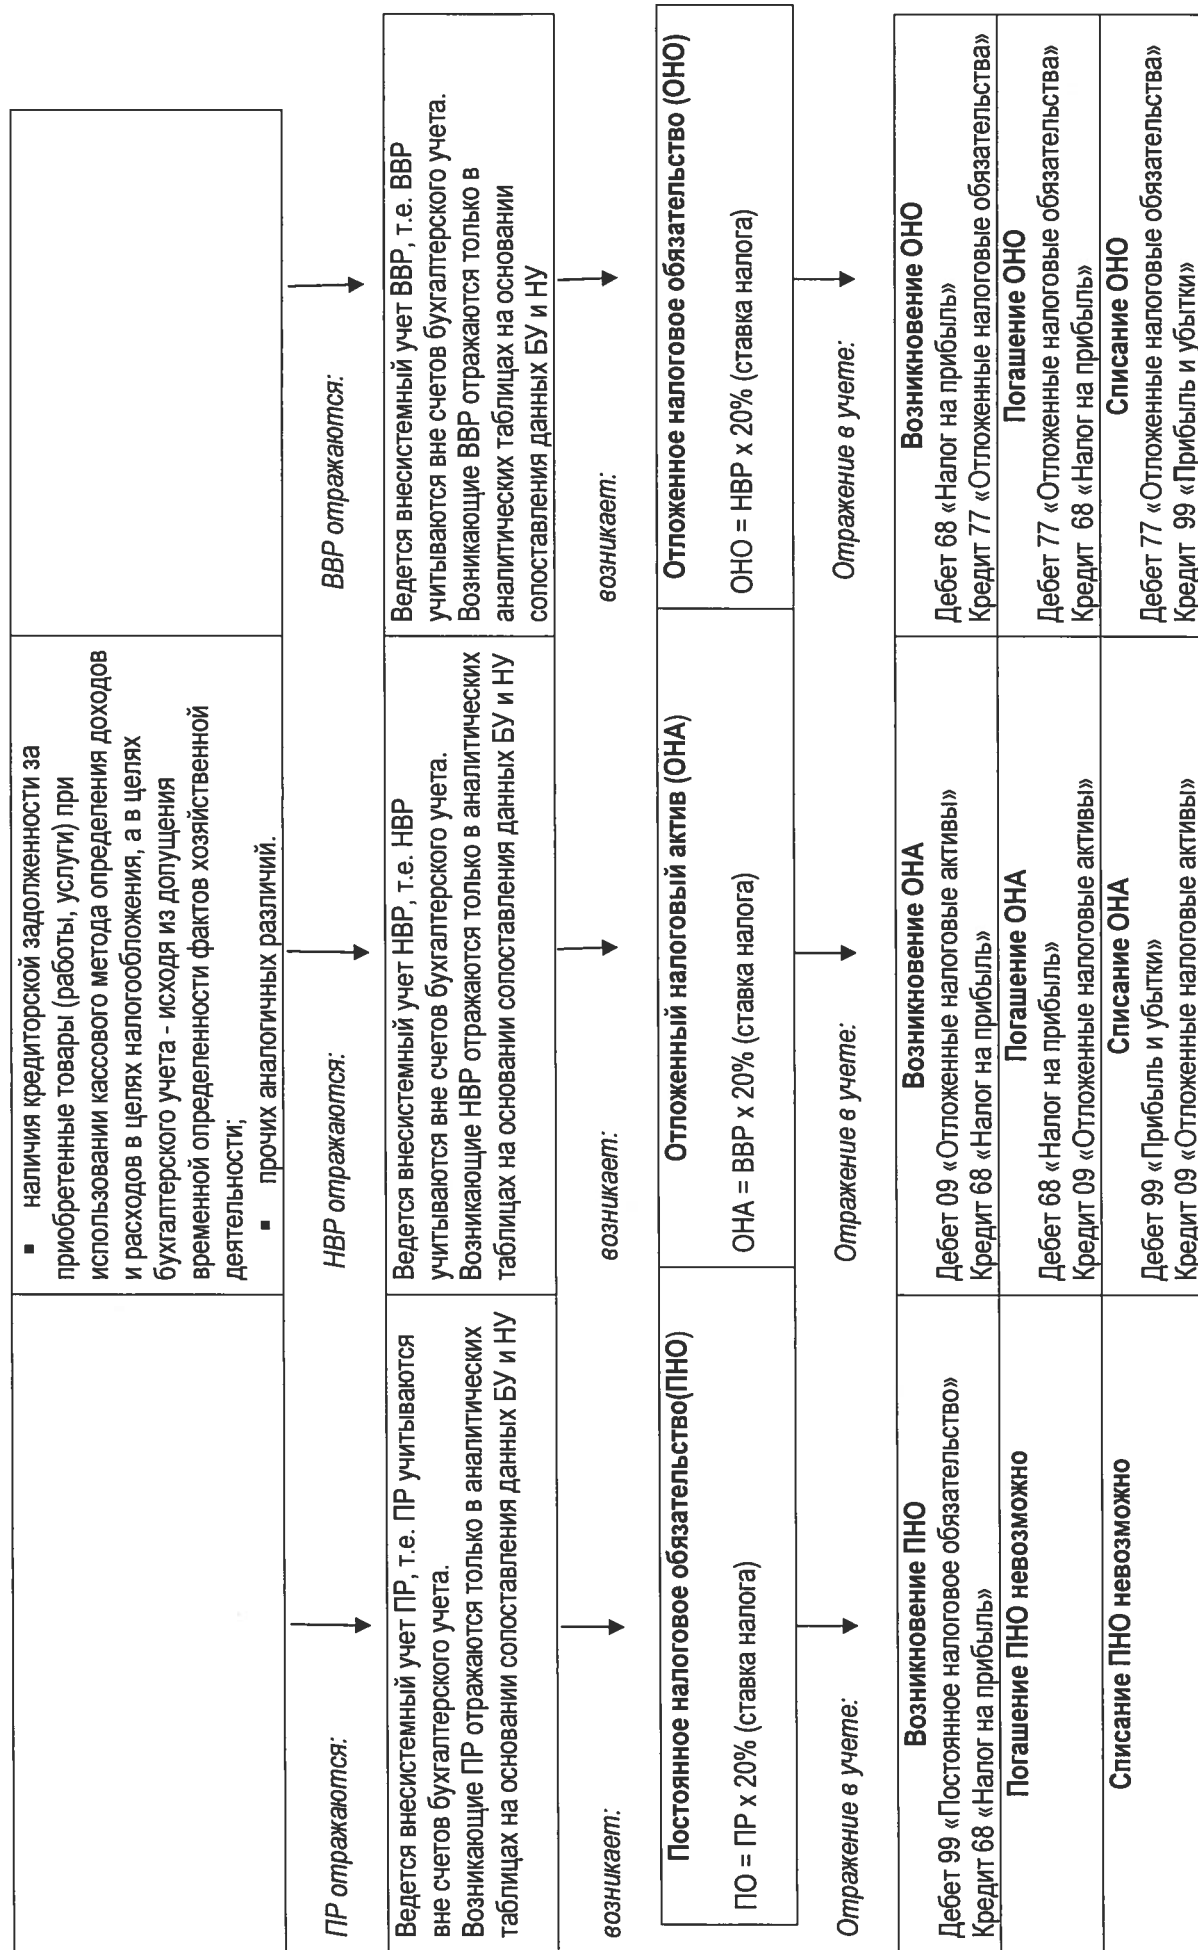 ▪ наличия кредиторской задолженности за
приобретенные товары (работы, услуги) при
использовании кассового метода определения доходов
и расходов в целях налогообложения, а в целях
бухгалтерского учета - исходя из допущения
временной определенности фактов хозяйственной
деятельности;
▪ прочих аналогичных различий.
ПР отражаются:
НВР отражаются:
ВВР отражаются:
Ведется внесистемный учет ПР, т.е. ПР учитываются
вне счетов бухгалтерского учета.
Возникающие ПР отражаются только в аналитических
таблицах на основании сопоставления данных БУ и НУ
Ведется внесистемный учет НВР, т.е. НВР
учитываются вне счетов бухгалтерского учета.
Возникающие НВР отражаются только в аналитических
таблицах на основании сопоставления данных БУ и НУ
Ведется внесистемный учет ВВР, т.е. ВВР
учитываются вне счетов бухгалтерского учета.
Возникающие ВВР отражаются только в
аналитических таблицах на основании
сопоставления данных БУ и НУ
возникает:
возникает:
возникает:
Постоянное налоговое обязательство(ПНО)
ПО = ПР х 20% (ставка налога)
Отложенный налоговый актив (ОНА)
ОНА = ВВР х 20% (ставка налога)
Отложенное налоговое обязательство (ОНО)
ОНО = НВР х 20% (ставка налога)
Отражение в учете:
Отражение в учете:
Отражение в учете:
Возникновение ПНО
Дебет 99 «Постоянное налоговое обязательство»
Кредит 68 «Налог на прибыль»
Возникновение ОНА
Дебет 09 «Отложенные налоговые активы»
Кредит 68 «Налог на прибыль»
Возникновение ОНО
Дебет 68 «Налог на прибыль»
Кредит 77 «Отложенные налоговые обязательства»
Погашение ПНО невозможно
Погашение ОНА
Дебет 68 «Налог на прибыль»
Кредит 09 «Отложенные налоговые активы»
Погашение ОНО
Дебет 77 «Отложенные налоговые обязательства»
Кредит 68 «Налог на прибыль»
Списание ПНО невозможно
Списание ОНА
Дебет 99 «Прибыль и убытки»
Кредит 09 «Отложенные налоговые активы»
Списание ОНО
Дебет 77 «Отложенные налоговые обязательства»
Кредит 99 «Прибыль и убытки»